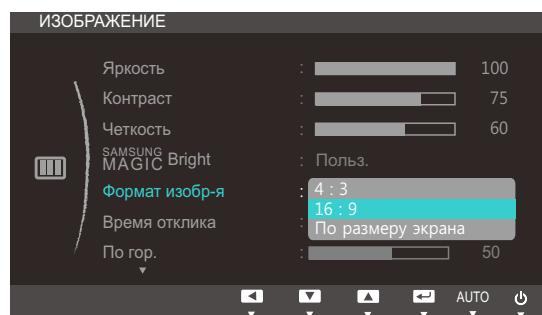 ИЗОБРАЖЕНИЕ
Яркость : 100
Контраст : 75
Четкость : 60
SAMSUNG MAGIC Bright : Польз.
Формат изобр-я : 4 : 3
16 : 9
Время отклика :
По размеру экрана
По гор. : 50
AUTO